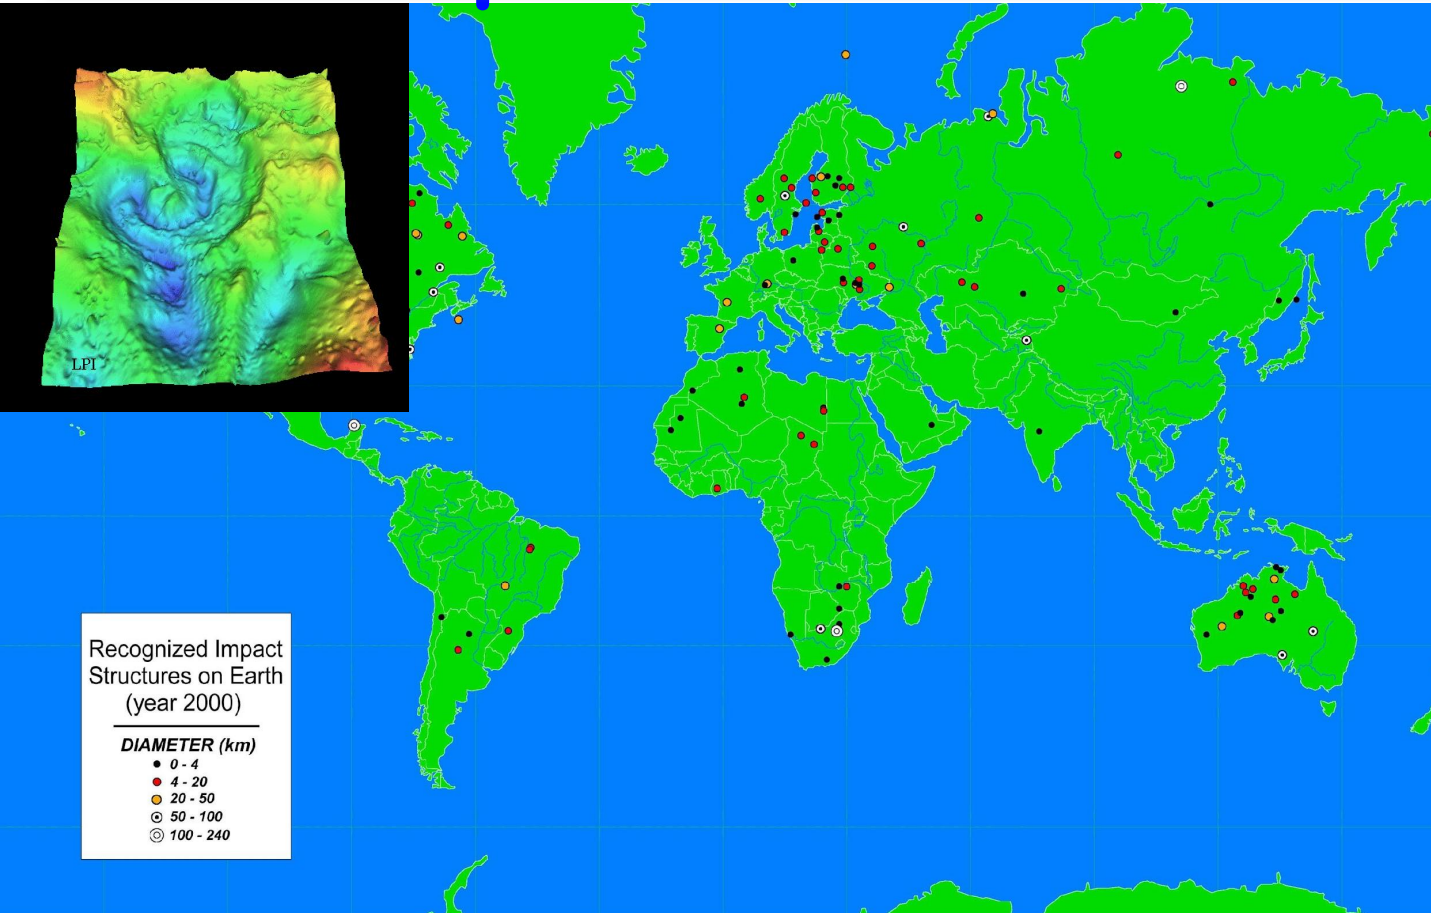 LPI
Recognized Impact
Structures on Earth
(year 2000)
DIAMETER (km)
0 - 4
4 - 20
20 - 50
50 - 100
100 - 240